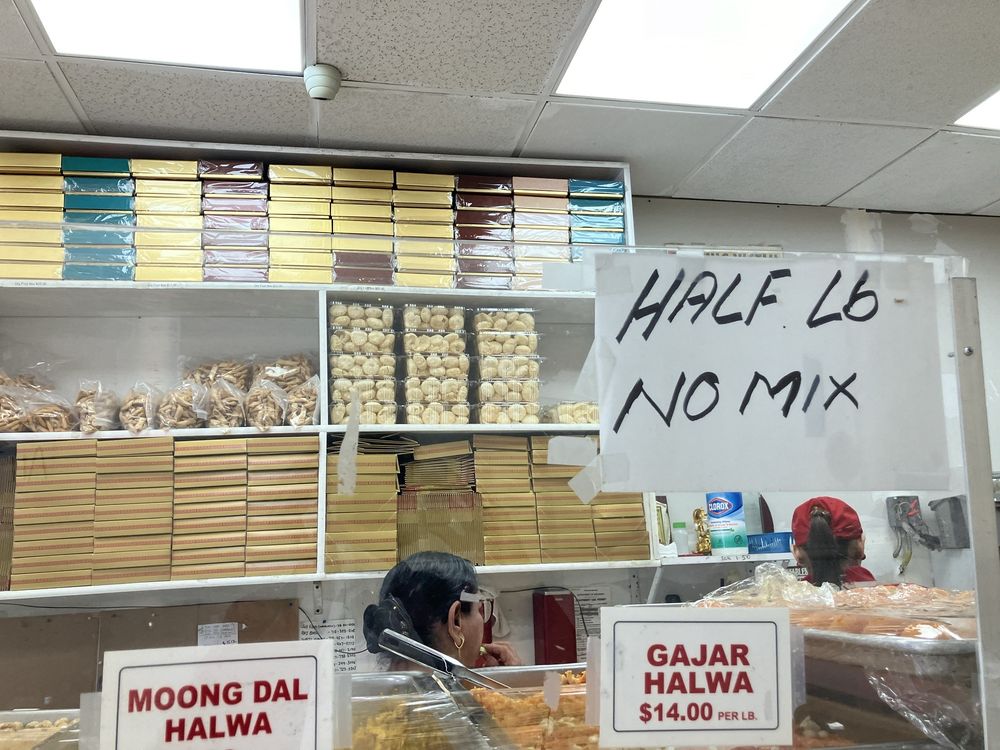 HALF. Lb
NO MIX
CLOROX
MOONG DAL
HALWA
GAJAR
HALWA
$14.00 PER LB.